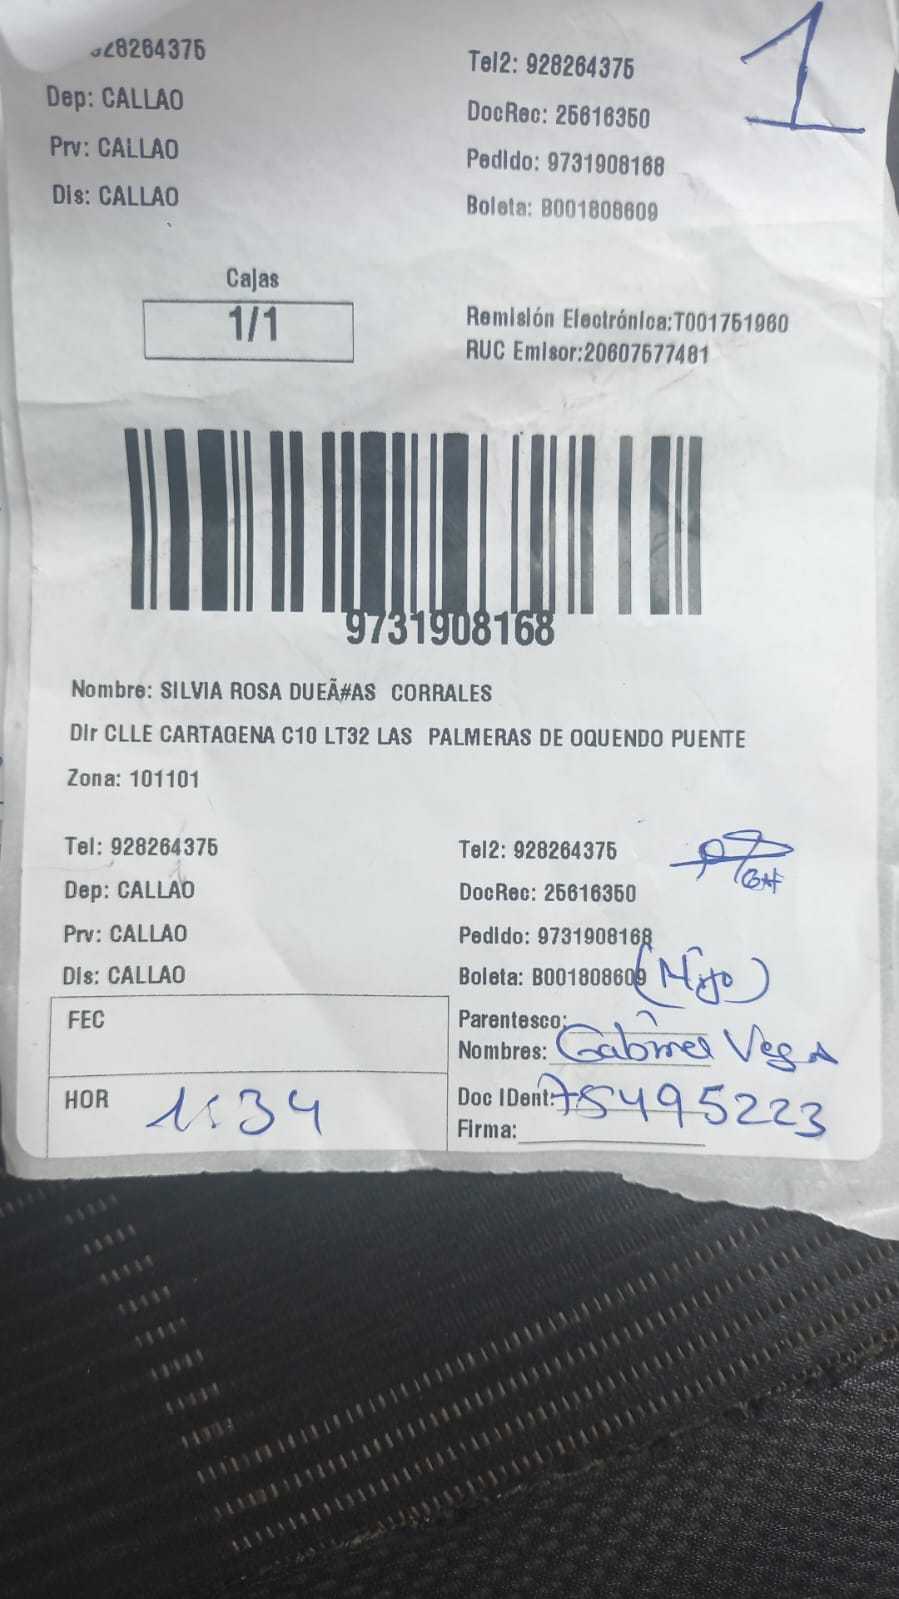 928264375
Tel2: 928264375
1
Dep: CALLAO
DocRec: 25616350
Prv: CALLAO
Pedido: 9731908168
Dis: CALLAO
Boleta: B001808609
Cajas
1/1
Remisión Electrónica:T001751960
RUC Emisor:20607577481
9731908168
Nombre: SILVIA ROSA DUEÃ#AS CORRALES
Dir CLLE CARTAGENA C10 LT32 LAS PALMERAS DE OQUENDO PUENTE
Zona: 101101
Tel: 928264375
Tel2: 928264375
Dep: CALLAO
DocRec: 25616350
Prv: CALLAO
Pedido: 9731908168
Dis: CALLAO
Boleta: B001808609
(Hijo)
FEC
Parentesco:
Nombres: Gabriel Vega
HOR 1:34
Doc IDent: 75495223
Firma: